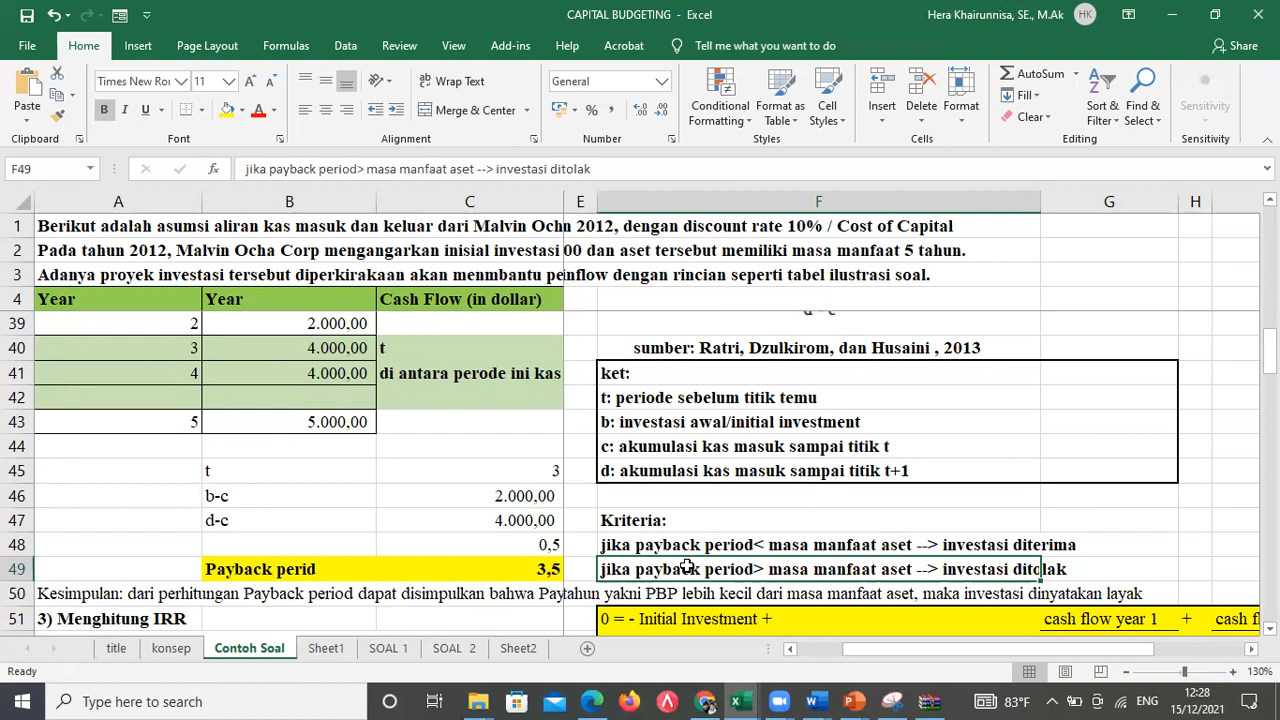 CAPITAL BUDGETING - Excel
Hera Khairunnisa, SE., M.Ak
HK
File Home Insert Page Layout Formulas Data Review View Add-ins Help Acrobat Tell me what you want to do Share
Times New Ro 11
Wrap Text
General
AutoSum
Fill
Clear
Paste
B I U
Merge & Center
Conditional Formatting
Format as Table
Cell Styles
Insert Delete Format
Sort & Filter
Find & Select
Sensitivity
Clipboard Font Alignment Number Styles Cells Editing Sensitivity
F49 fx jika payback period> masa manfaat aset --> investasi ditolak
A B C E F G H
1 Berikut adalah asumsi aliran kas masuk dan keluar dari Malvin Ochn 2012, dengan discount rate 10% / Cost of Capital
2 Pada tahun 2012, Malvin Ocha Corp mengangarkan inisial investasi 00 dan aset tersebut memiliki masa manfaat 5 tahun.
3 Adanya proyek investasi tersebut diperkirakaan akan menmbantu peinflow dengan rincian seperti tabel ilustrasi soal.
4 Year Year Cash Flow (in dollar)
39 2 2.000,00
40 3 4.000,00 t sumber: Ratri, Dzulkirom, dan Husaini , 2013
41 4 4.000,00 di antara perode ini kas ket:
42 t: periode sebelum titik temu
43 5 5.000,00 b: investasi awal/initial investment
44 c: akumulasi kas masuk sampai titik t
45 t 3 d: akumulasi kas masuk sampai titik t+1
46 b-c 2.000,00
47 d-c 4.000,00 Kriteria:
48 0,5 jika payback period< masa manfaat aset --> investasi diterima
49 Payback perid 3,5 jika payback period> masa manfaat aset --> investasi ditolak
50 Kesimpulan: dari perhitungan Payback period dapat disimpulkan bahwa Paytahun yakni PBP lebih kecil dari masa manfaat aset, maka investasi dinyatakan layak
51 3) Menghitung IRR 0 = - Initial Investment + cash flow year 1 + cash fl
title konsep Contoh Soal Sheet1 SOAL 1 SOAL 2 Sheet2
Ready
130%
Type here to search
83°F
ENG
12:28
15/12/2021